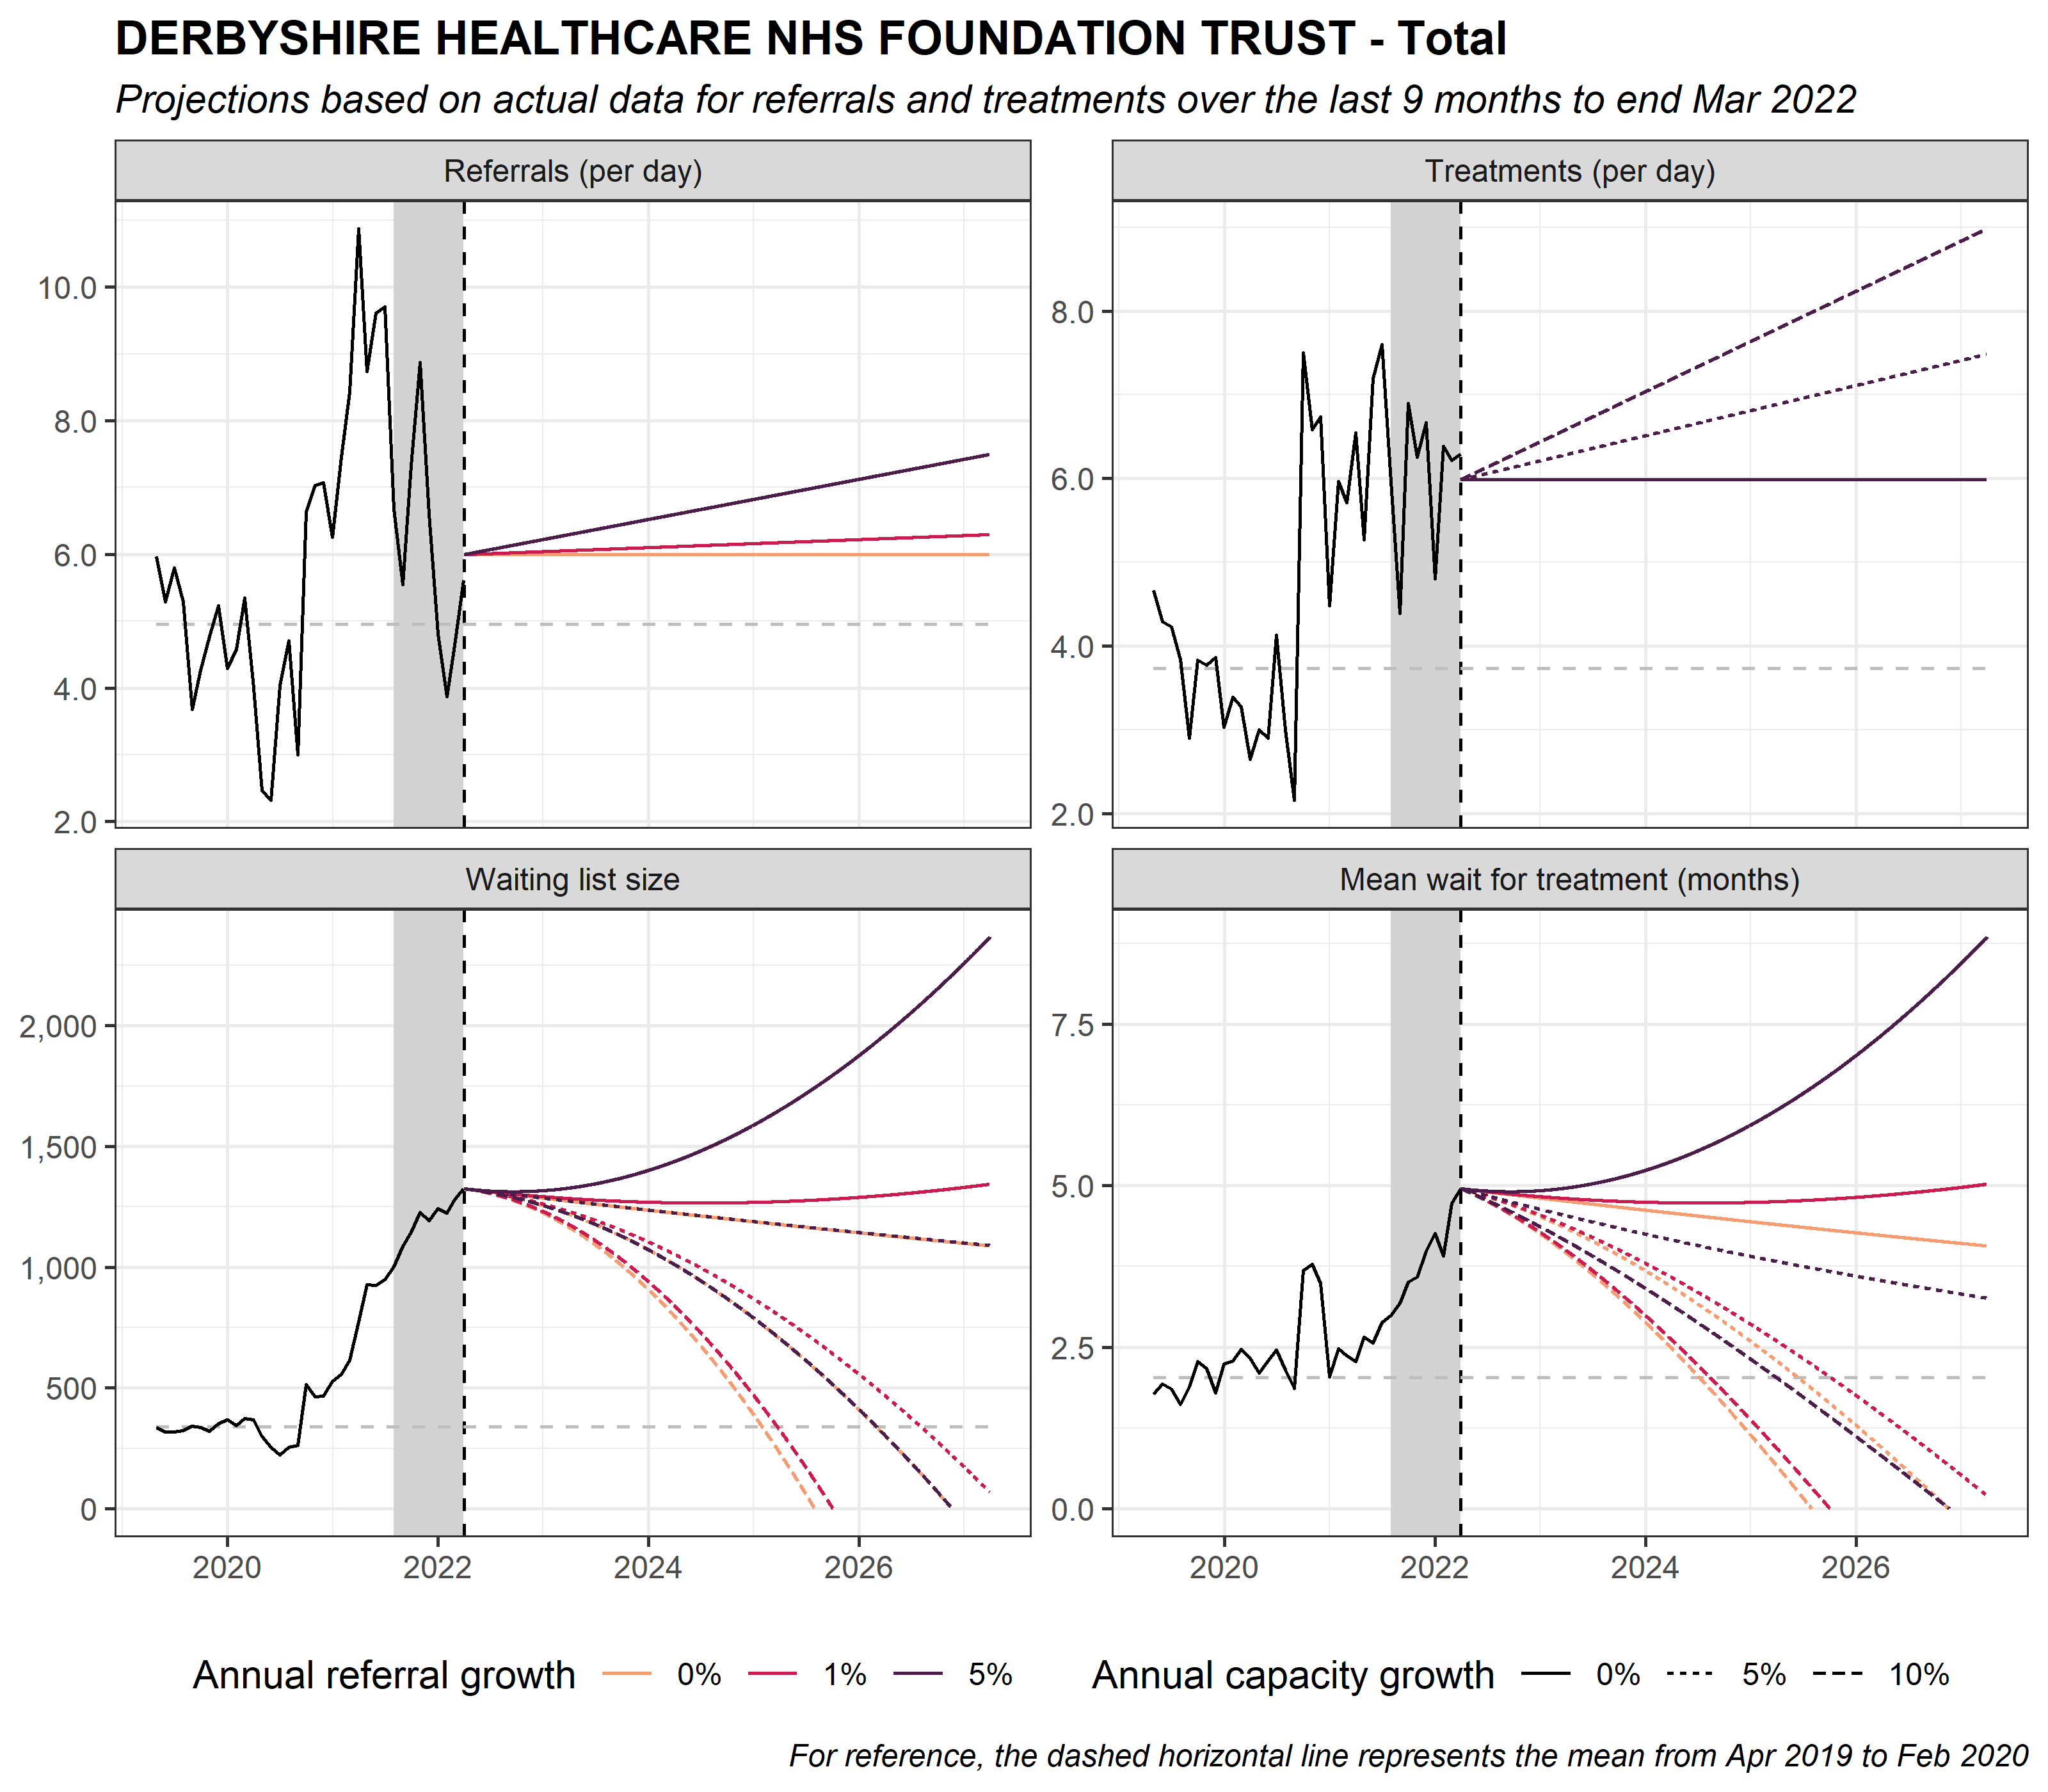 DERBYSHIRE HEALTHCARE NHS FOUNDATION TRUST - Total
Projections based on actual data for referrals and treatments over the last 9 months to end Mar 2022
Referrals (per day)
10.0
8.0
6.0
4.0
2.0
Treatments (per day)
8.0
6.0
4.0
2.0
Waiting list size
2,000
1,500
1,000
500
0
2020 2022 2024 2026
Mean wait for treatment (months)
7.5
5.0
2.5
0.0
2020 2022 2024 2026
Annual referral growth 0% 1% 5%
Annual capacity growth 0% 5% 10%
For reference, the dashed horizontal line represents the mean from Apr 2019 to Feb 2020